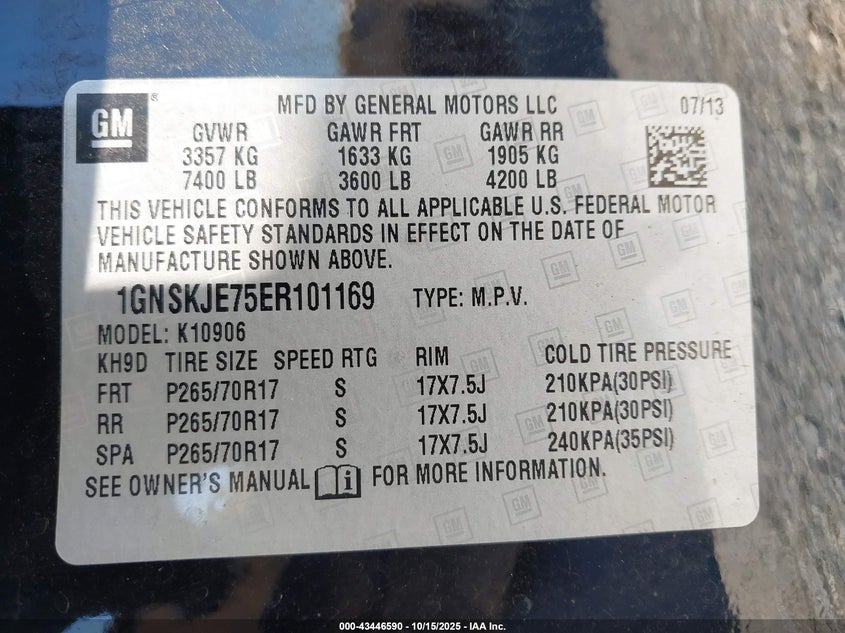 GM ® MFD BY GENERAL MOTORS LLC 07/13
GVWR GAWR FRT GAWR RR
3357 KG 1633 KG 1905 KG
7400 LB 3600 LB 4200 LB
THIS VEHICLE CONFORMS TO ALL APPLICABLE U.S. FEDERAL MOTOR
VEHICLE SAFETY STANDARDS IN EFFECT ON THE DATE OF
MANUFACTURE SHOWN ABOVE.
1GNSKJE75ER101169 TYPE: M.P.V.
MODEL: K10906
KH9D TIRE SIZE SPEED RTG RIM COLD TIRE PRESSURE
FRT P265/70R17 S 17X7.5J 210KPA(30PSI)
RR P265/70R17 S 17X7.5J 210KPA(30PSI)
SPA P265/70R17 S 17X7.5J 240KPA(35PSI)
SEE OWNER'S MANUAL FOR MORE INFORMATION.
000-43446590 - 10/15/2025 - IAA Inc.